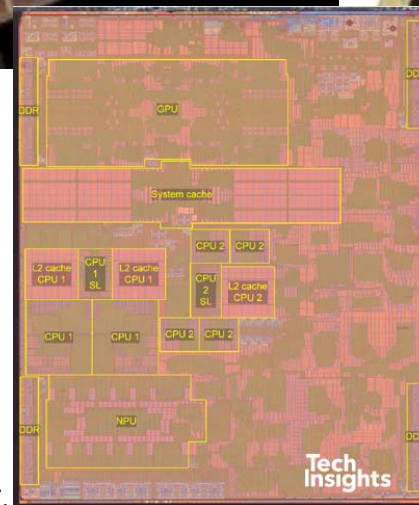 DDR
DDR
GPU
System cache
CPU 2
CPU 2
L2 cache
CPU 1
CPU
1
SL
L2 cache
CPU 1
CPU
2
SL
L2 cache
CPU 2
CPU 1
CPU 1
CPU 2
CPU 2
DDR
NPU
DD
Tech
Insights